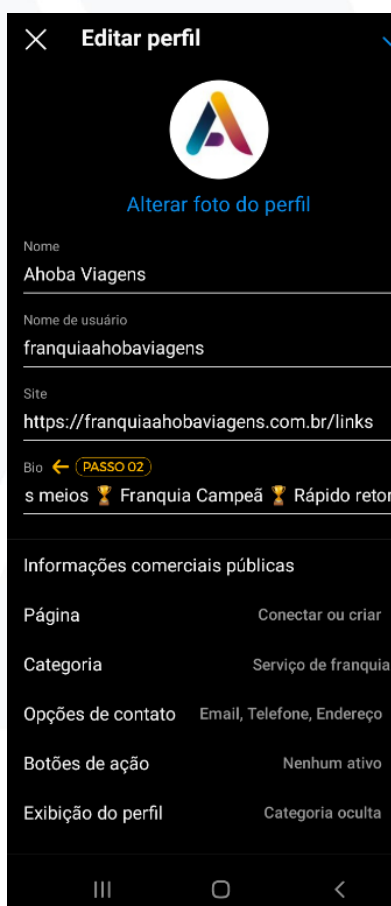 Editar perfil
Alterar foto do perfil
Nome
Ahoba Viagens
Nome de usuário
franquiaahobaviagens
Site
https://franquiaahobaviagens.com.br/links
Bio ← PASSO 02
s meios 🏆 Franquia Campeã 🏆 Rápido retor
Informações comerciais públicas
Página Conectar ou criar
Categoria Serviço de franquia
Opções de contato Email, Telefone, Endereço
Botões de ação Nenhum ativo
Exibição do perfil Categoria oculta